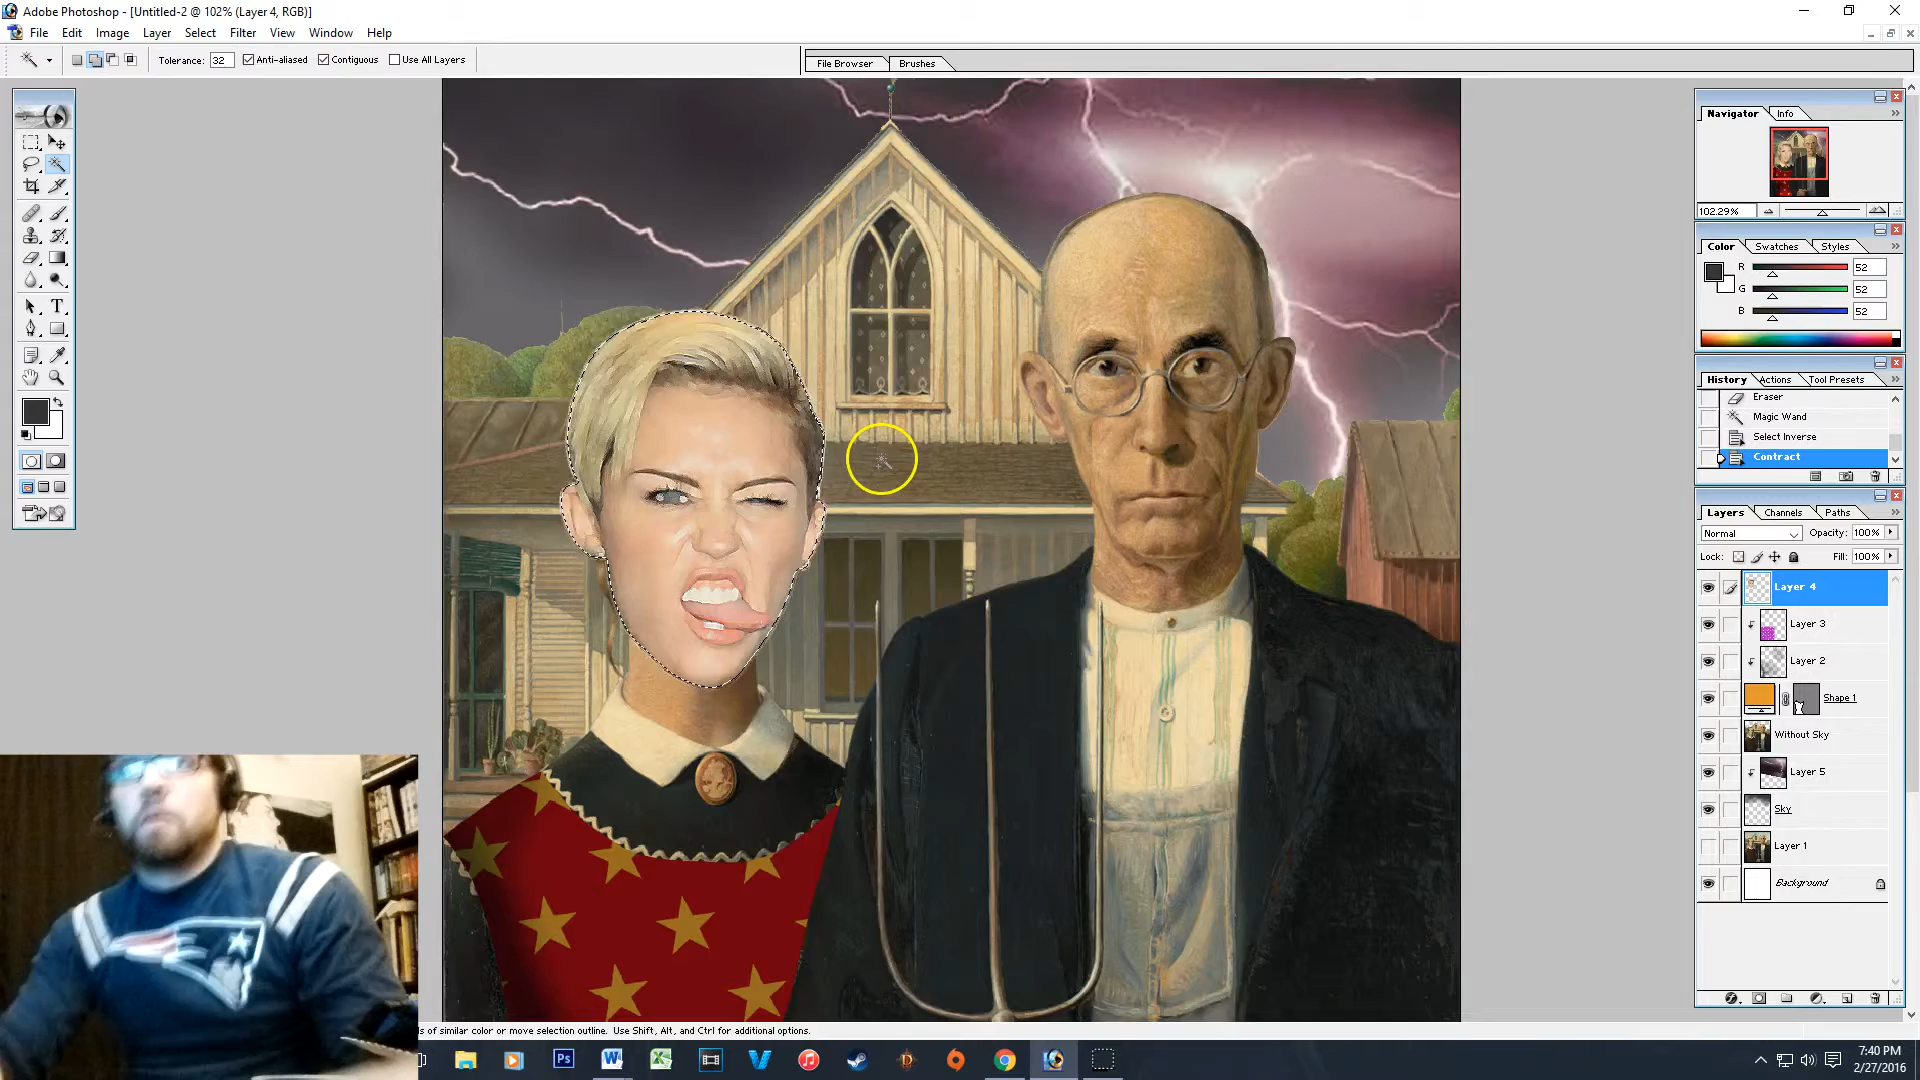 Adobe Photoshop - [Untitled-2 @ 102% (Layer 4, RGB)]
File Edit Image Layer Select Filter View Window Help
Tolerance: 32 Anti-aliased Contiguous Use All Layers
File Browser Brushes
Navigator Info
102.29%
Color Swatches Styles
R 52
G 52
B 52
History Actions Tool Presets
Eraser
Magic Wand
Select Inverse
Contract
Layers Channels Paths
Normal Opacity: 100%
Lock: Fill: 100%
Layer 4
Layer 3
Layer 2
Shape 1
Without Sky
Layer 5
Sky
Layer 1
Background
ls of similar color or move selection outline. Use Shift, Alt, and Ctrl for additional options.
Ps
7:40 PM
2/27/2016